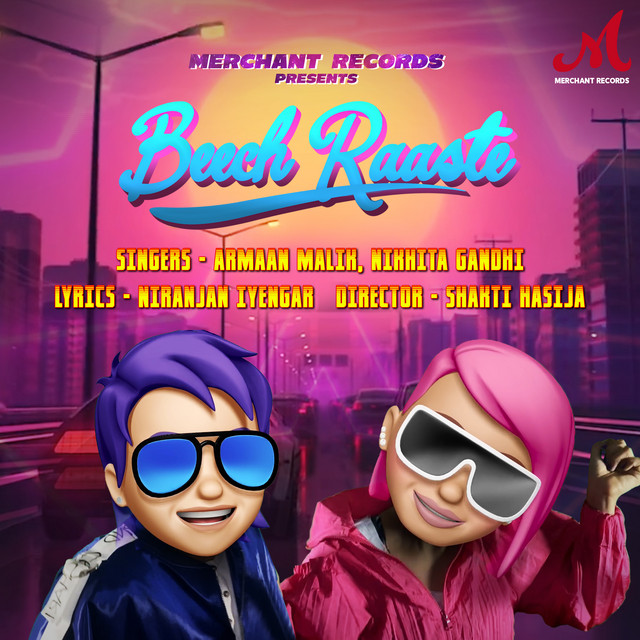 MERCHANT RECORDS
PRESENTS
MERCHANT RECORDS
Beech Raaste
SINGERS - ARMAAN MALIK, NIKHITA GANDHI
LYRICS - NIRANJAN IYENGAR DIRECTOR - SHAKTI HASIJA